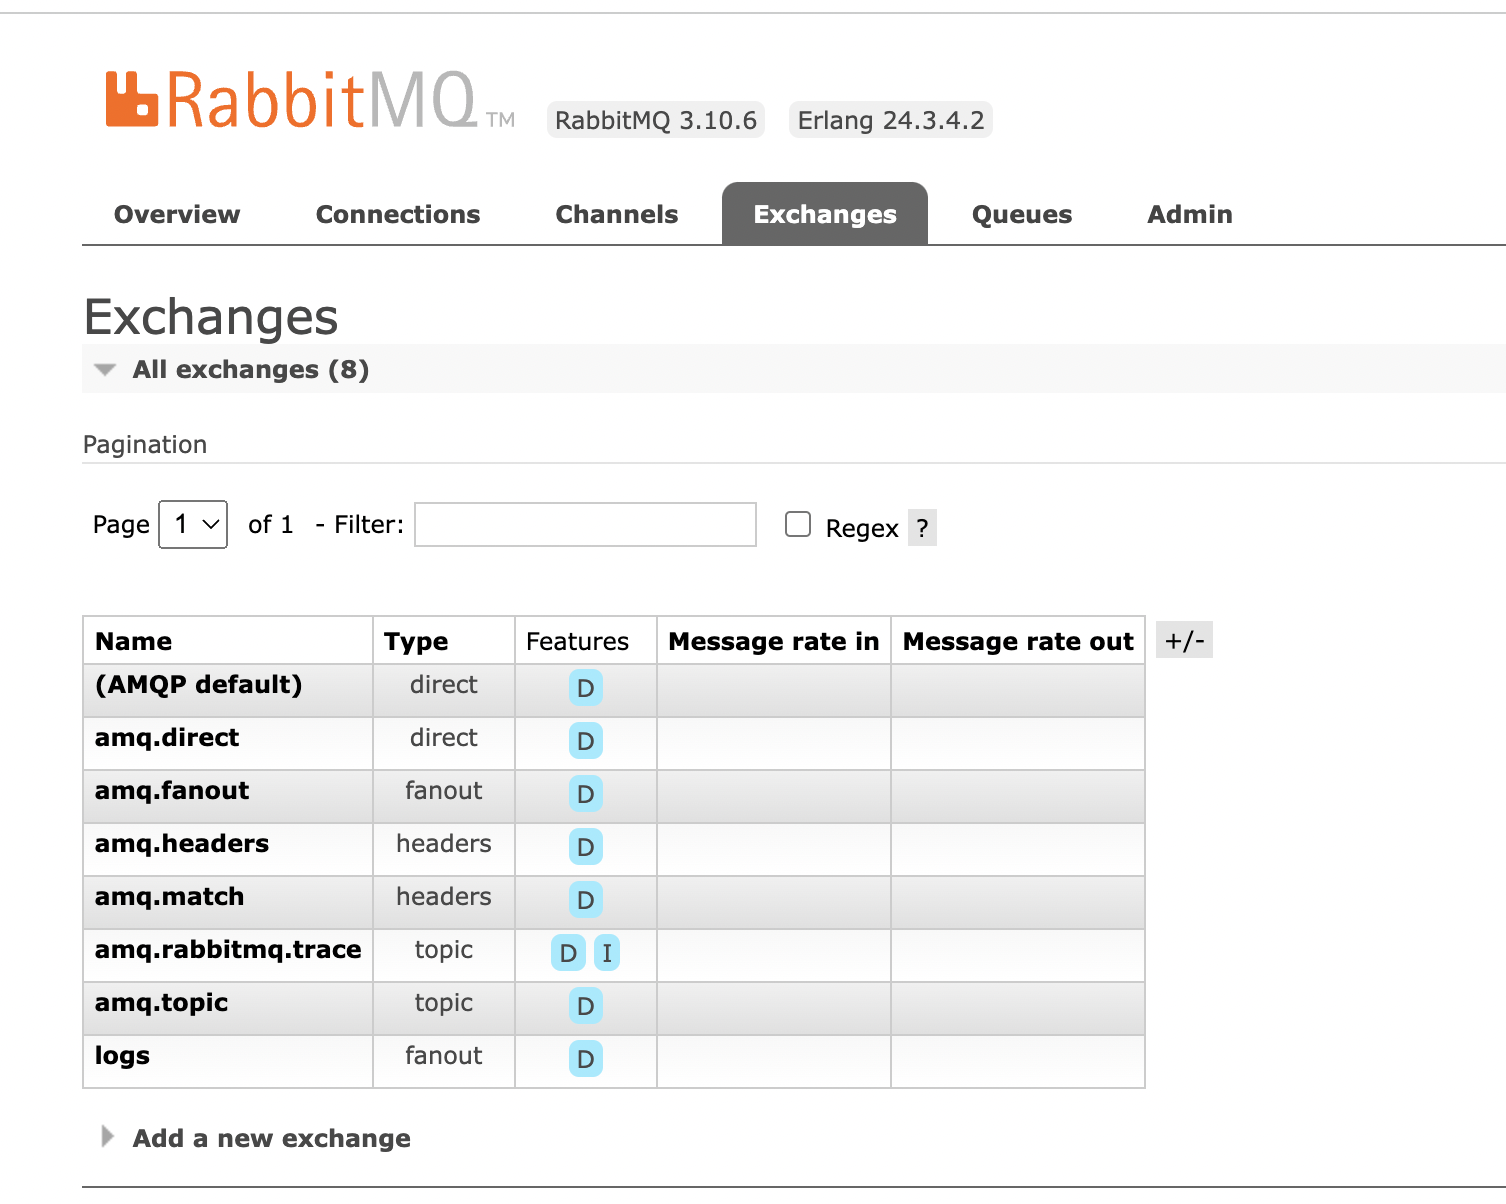 RabbitMQ TM RabbitMQ 3.10.6 Erlang 24.3.4.2
Overview Connections Channels Exchanges Queues Admin
Exchanges
All exchanges (8)
Pagination
Page 1 of 1 - Filter: Regex ?
Name Type Features Message rate in Message rate out +/-
(AMQP default) direct D
amq.direct direct D
amq.fanout fanout D
amq.headers headers D
amq.match headers D
amq.rabbitmq.trace topic D I
amq.topic topic D
logs fanout D
Add a new exchange